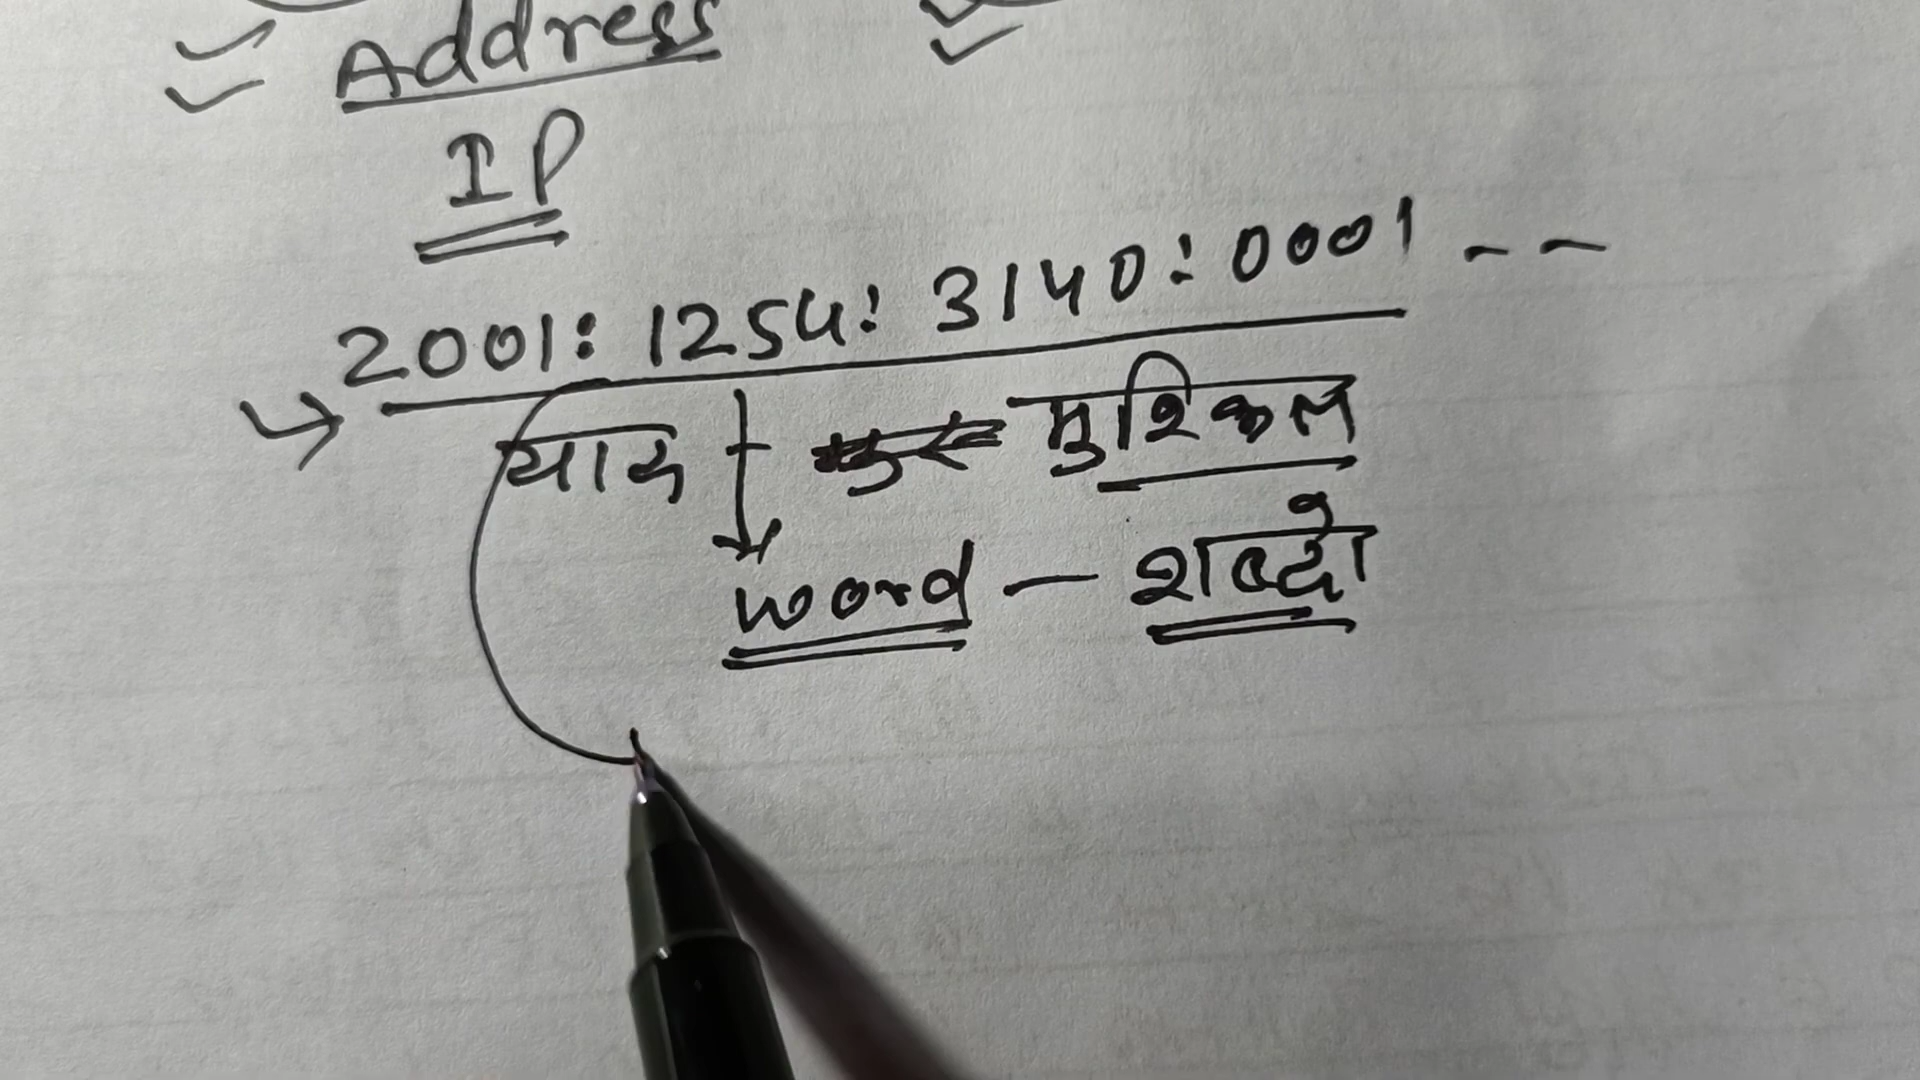 Address
IP
2001: 1254: 3140: 0001 - -
याद मुश्किल
word - शब्दो